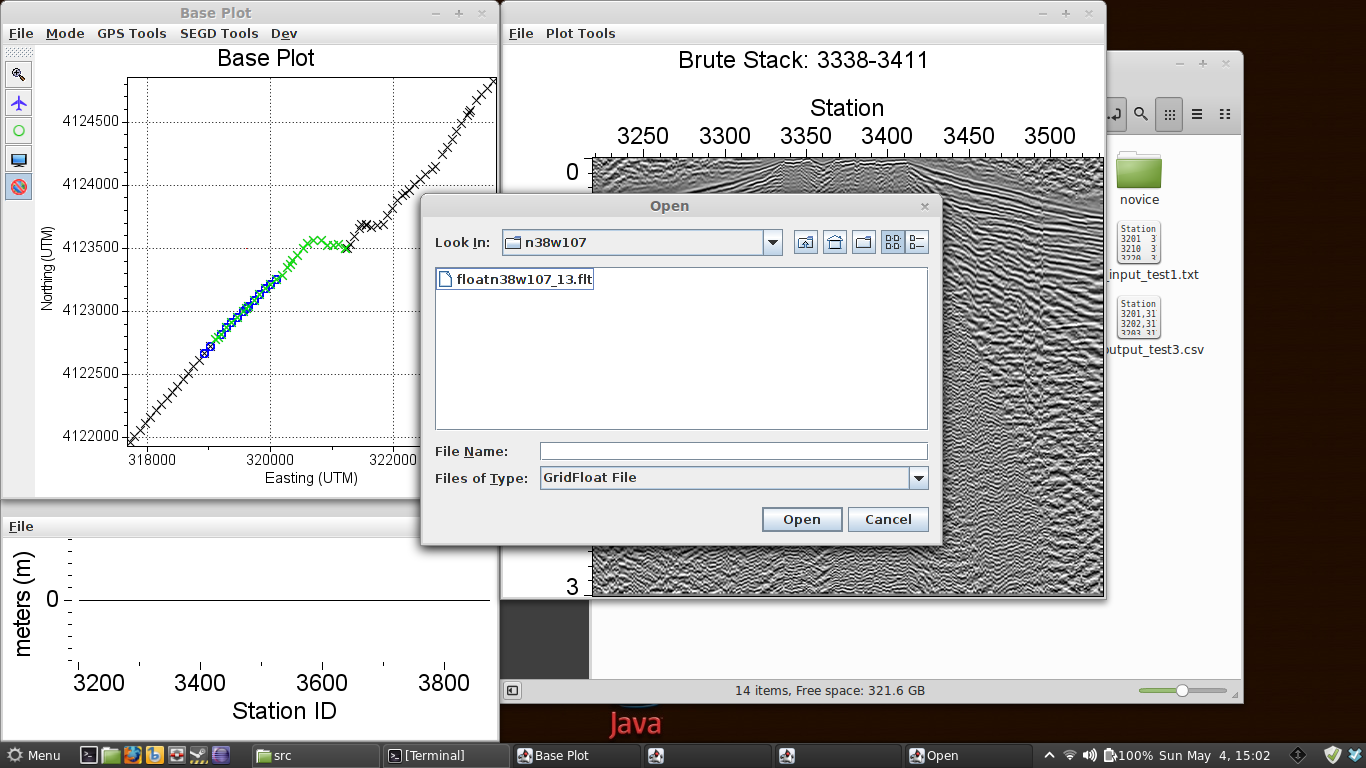 Base Plot
File Mode GPS Tools SEGD Tools Dev
Base Plot
Northing (UTM)
4124500
4124000
4123500
4123000
4122500
4122000
318000 320000 322000
Easting (UTM)
File
meters (m)
0
3200 3400 3600 3800
Station ID
File Plot Tools
Brute Stack: 3338-3411
Station
3250 3300 3350 3400 3450 3500
0
3
Open
Look In: n38w107
floatn38w107_13.flt
File Name:
Files of Type: GridFloat File
Open Cancel
novice
Station
3201 3
3210 3
3220 3
_input_test1.txt
Station
3201,31
3202,31
3203,31
output_test3.csv
14 items, Free space: 321.6 GB
Java
Menu src [Terminal] Base Plot Open 100% Sun May 4, 15:02